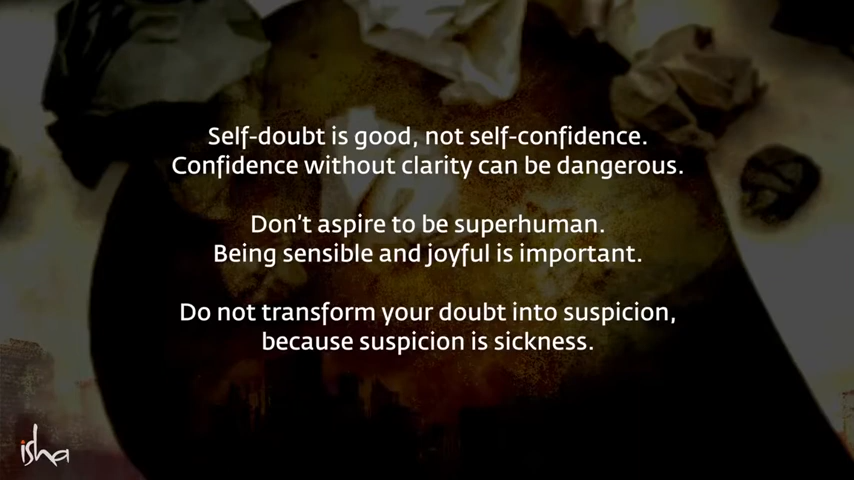 Self-doubt is good, not self-confidence.
Confidence without clarity can be dangerous.
Don't aspire to be superhuman.
Being sensible and joyful is important.
Do not transform your doubt into suspicion,
because suspicion is sickness.
isha